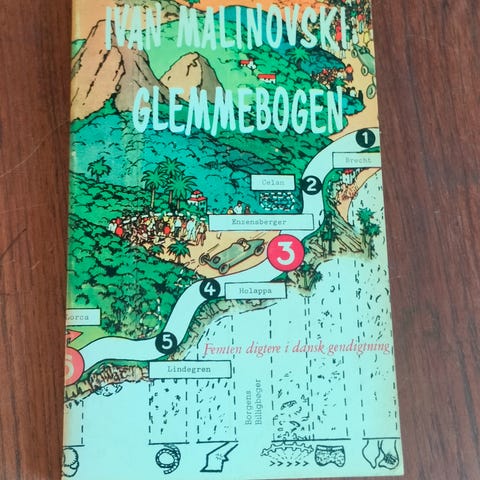 IVAN MALINOVSKI:
GLEMMEBOGEN
1
Brecht
Celan
2
Enzensberger
3
4
Holappa
Lorca
5
Femten digtere i dansk gendigtning
6
Lindegren
Borgens
Billigbøger